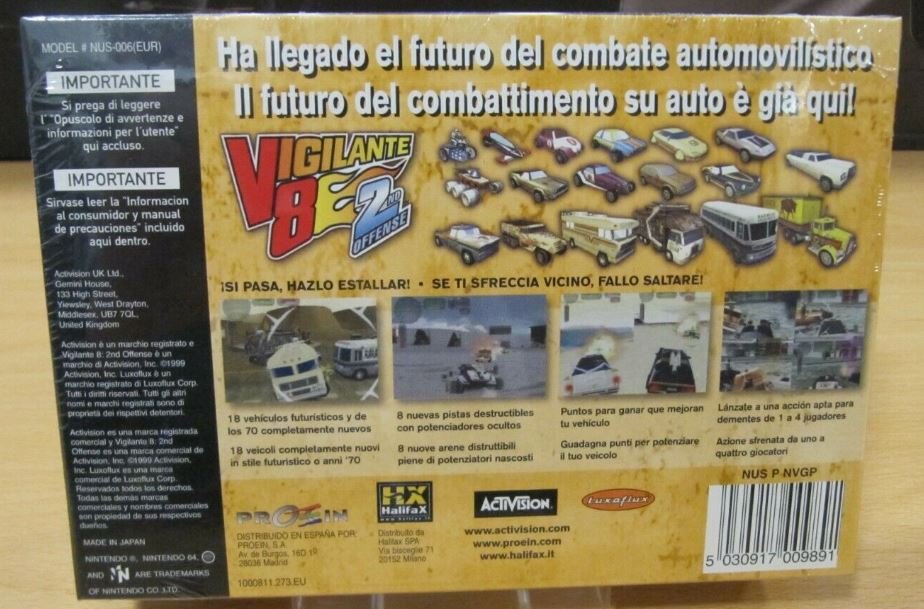 MODEL # NUS-006(EUR)
IMPORTANTE
Si prega di leggere
l' "Opuscolo di avvertenze e
informazioni per l'utente"
qui accluso.
IMPORTANTE
Sirvase leer la "Informacion
al consumidor y manual
de precauciones" incluido
aqui dentro.
Activision UK Ltd.,
Gemini House,
133 High Street,
Yiewsley, West Drayton,
Middlesex, UB7 7QL,
United Kingdom
Activision è un marchio registrato e
Vigilante 8: 2nd Offense è un
marchio di Activision, Inc. ©1999
Activision, Inc. Luxoflux è un
marchio registrato di Luxoflux Corp.
Tutti i diritti riservati. Tutti gli altri
nomi e marchi registrati sono di
proprietà dei rispettivi detentori.
Activision es una marca registrada
comercial y Vigilante 8: 2nd
Offense es una marca comercial de
Activision, Inc. ©1999 Activision,
Inc. Luxoflux es una marca
comercial de Luxoflux Corp.
Reservados todos los derechos.
Todas las demás marcas
comerciales y nombres comerciales
son propiedad de sus respectivos
dueños.
MADE IN JAPAN
NINTENDO ®, NINTENDO 64,
AND N ARE TRADEMARKS
OF NINTENDO CO. LTD.
Ha llegado el futuro del combate automovilístico
Il futuro del combattimento su auto è già qui!
VIGILANTE
8 2ND
OFFENSE
¡SI PASA, HAZLO ESTALLAR! • SE TI SFRECCIA VICINO, FALLO SALTARE!
18 vehículos futurísticos y de
los 70 completamente nuevos
18 veicoli completamente nuovi
in stile futuristico o anni '70
8 nuevas pistas destructibles
con potenciadores ocultos
8 nuove arene distruttibili
piene di potenziatori nascosti
Puntos para ganar que mejoran
tu vehículo
Guadagna punti per potenziare
il tuo veicolo
Lánzate a una acción apta para
dementes de 1 a 4 jugadores
Azione sfrenata da uno a
quattro giocatori
NUS P NVGP
PROEIN
DISTRIBUIDO EN ESPAÑA POR:
PROEIN, S.A.
Av. de Burgos, 16D 1º
28036 Madrid
1000811.273.EU
HX
Halifax
www.halifax.it
Distribuito da
Halifax SPA
Via bisceglie 71
20152 Milano
ACTIVISION.
www.activision.com
www.proein.com
www.halifax.it
Luxoflux
5 030917 009891